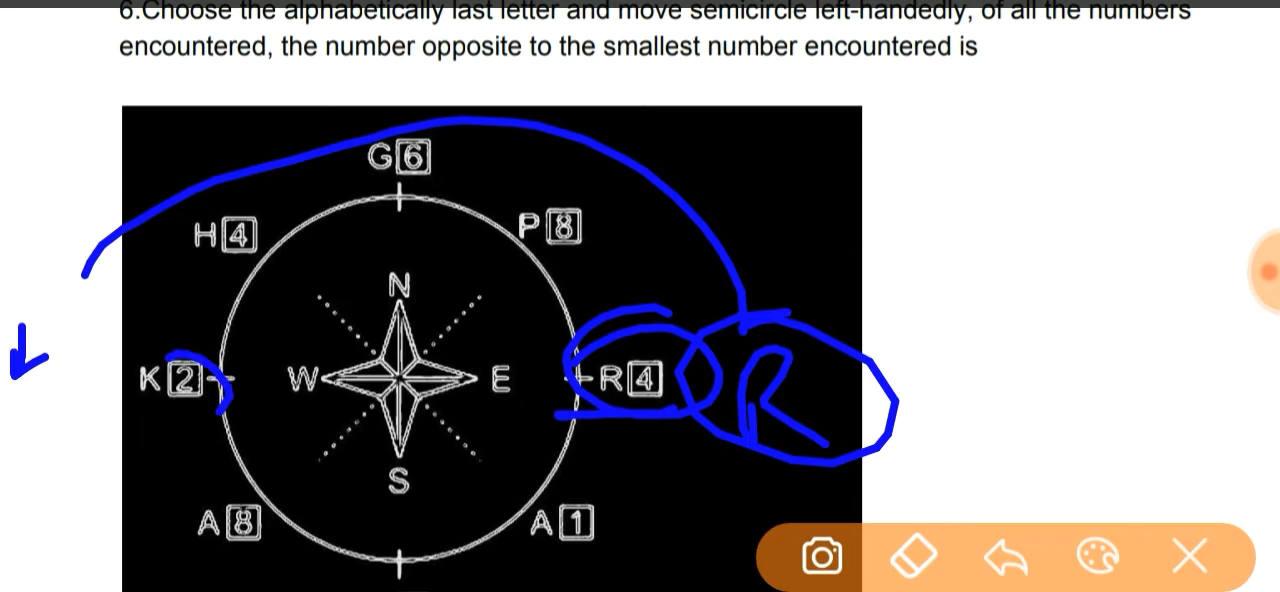 6.Choose the alphabetically last letter and move semicircle left-handedly, of all the numbers
encountered, the number opposite to the smallest number encountered is
G 6
H 4
P 8
N
K 2
W
E
R 4
R
S
A 8
A 1